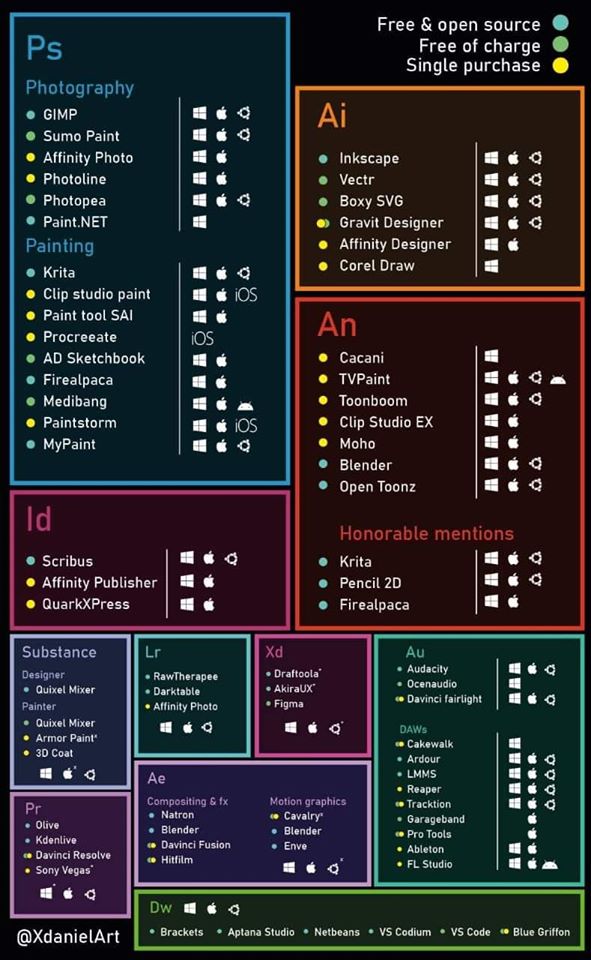 Free & open source
Free of charge
Single purchase
Ps
Photography
GIMP
Sumo Paint
Affinity Photo
Photoline
Photopea
Paint.NET
Painting
Krita
Clip studio paint iOS
Paint tool SAI
Procreeate iOS
AD Sketchbook
Firealpaca
Medibang
Paintstorm iOS
MyPaint
Ai
Inkscape
Vectr
Boxy SVG
Gravit Designer
Affinity Designer
Corel Draw
An
Cacani
TVPaint
Toonboom
Clip Studio EX
Moho
Blender
Open Toonz
Honorable mentions
Krita
Pencil 2D
Firealpaca
Id
Scribus
Affinity Publisher
QuarkXPress
Substance
Designer
Quixel Mixer
Painter
Quixel Mixer
Armor Paint*
3D Coat
Lr
RawTherapee
Darktable
Affinity Photo
Xd
Draftoola*
AkiraUX*
Figma
Au
Audacity
Ocenaudio
Davinci fairlight
DAWs
Cakewalk
Ardour
LMMS
Reaper
Tracktion
Garageband
Pro Tools
Ableton
FL Studio
Pr
Olive
Kdenlive
Davinci Resolve
Sony Vegas*
Ae
Compositing & fx
Natron
Blender
Davinci Fusion
Hitfilm
Motion graphics
Cavalry*
Blender
Enve
Dw
Brackets Aptana Studio Netbeans VS Codium VS Code Blue Griffon
@XdanielArt